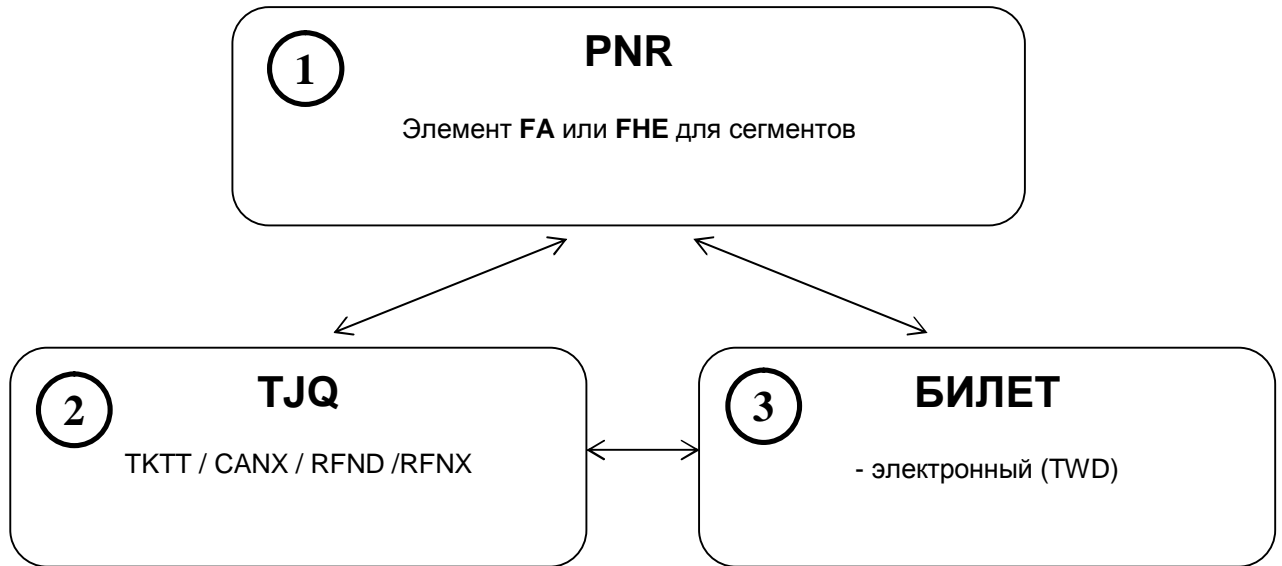 1
PNR
Элемент FA или FHE для сегментов
2
TJQ
TKTT / CANX / RFND /RFNX
3
БИЛЕТ
- электронный (TWD)